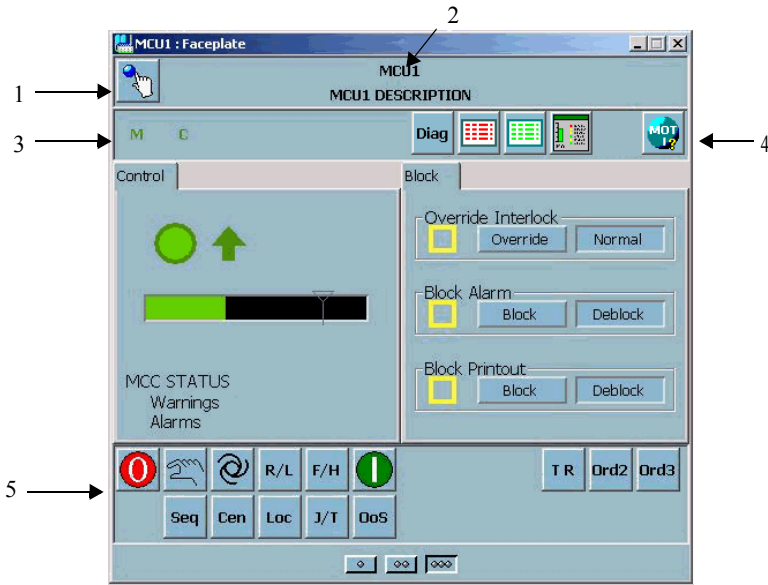 2
MCU1 : Faceplate
MCU1
MCU1 DESCRIPTION
1
3
M C
Diag
MOT
!?
4
Control
Block
Override Interlock
Override Normal
Block Alarm
Block Deblock
Block Printout
Block Deblock
MCC STATUS
Warnings
Alarms
5
0 R/L F/H I
T R Ord2 Ord3
Seq Cen Loc J/T OoS